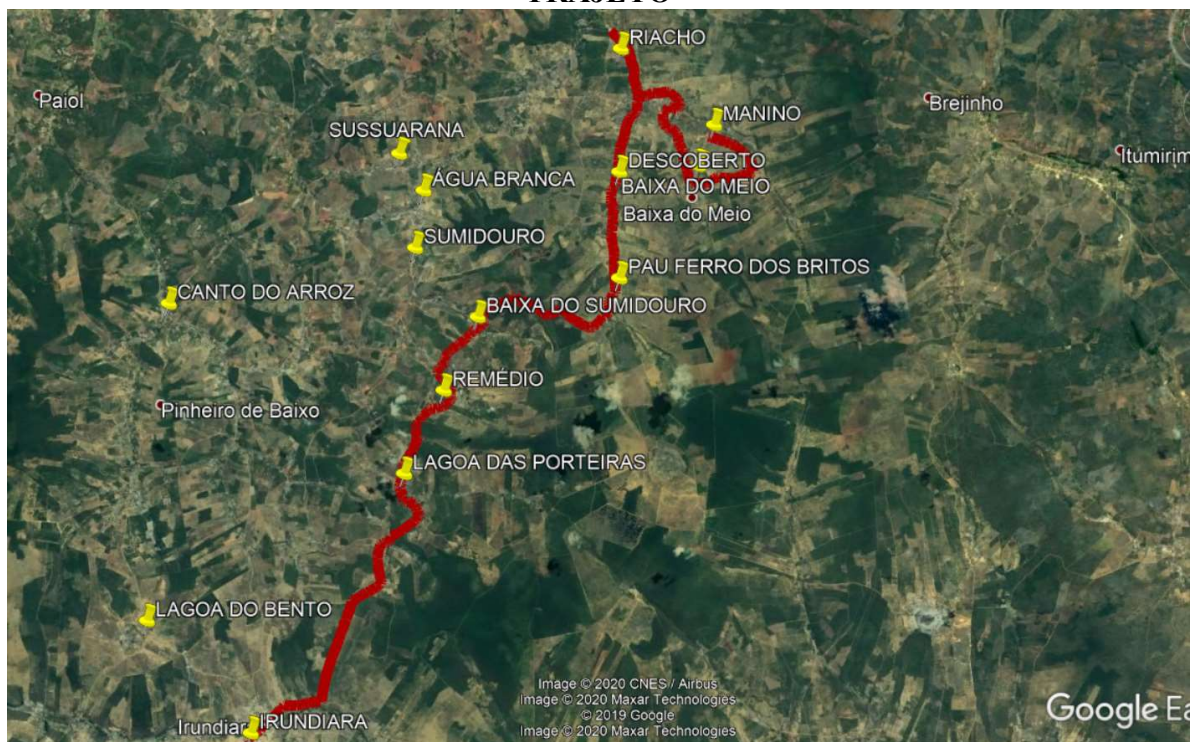 TRAJETO
RIACHO
Paiol
Brejinho
MANINO
SUSSUARANA
Itumirim
DESCOBERTO
ÁGUA BRANCA
BAIXA DO MEIO
Baixa do Meio
SUMIDOURO
PAU FERRO DOS BRITOS
CANTO DO ARROZ
BAIXA DO SUMIDOURO
REMÉDIO
Pinheiro de Baixo
LAGOA DAS PORTEIRAS
LAGOA DO BENTO
Image © 2020 CNES / Airbus
Image © 2020 Maxar Technologies
© 2019 Google
Image © 2020 Maxar Technologies
Google Ea
Irundiar
IRUNDIARA